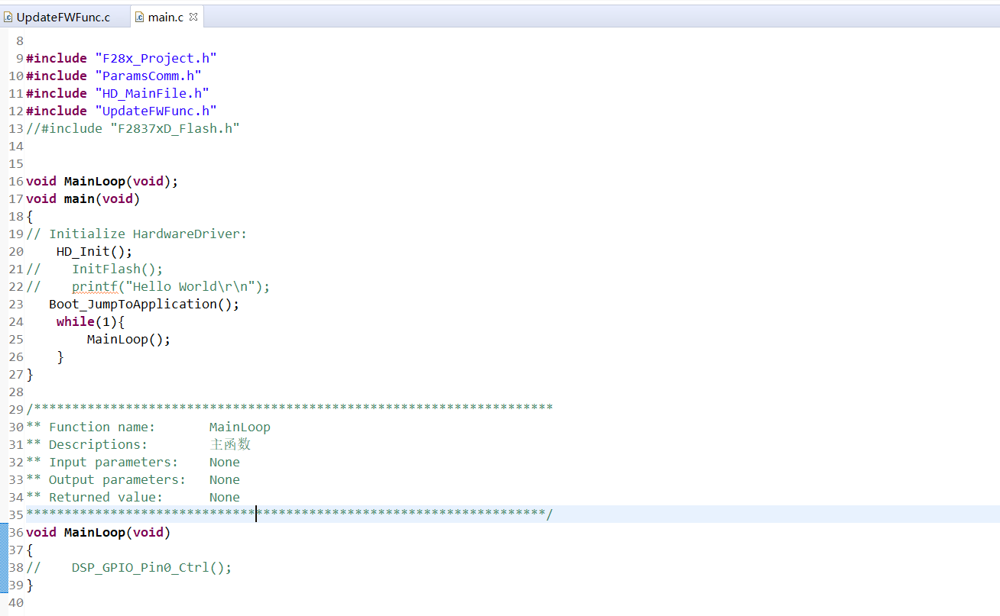 UpdateFWFunc.c main.c
8
9 #include "F28x_Project.h"
10 #include "ParamsComm.h"
11 #include "HD_MainFile.h"
12 #include "UpdateFWFunc.h"
13 //#include "F2837xD_Flash.h"
14
15
16 void MainLoop(void);
17 void main(void)
18 {
19 // Initialize HardwareDriver:
20     HD_Init();
21 //    InitFlash();
22 //    printf("Hello World\r\n");
23    Boot_JumpToApplication();
24     while(1){
25         MainLoop();
26     }
27 }
28
29 /********************************************************************
30 ** Function name:       MainLoop
31 ** Descriptions:        主函数
32 ** Input parameters:    None
33 ** Output parameters:   None
34 ** Returned value:      None
35 ********************************************************************/
36 void MainLoop(void)
37 {
38 //    DSP_GPIO_Pin0_Ctrl();
39 }
40